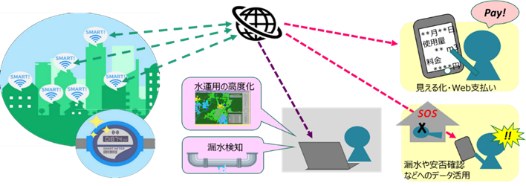 SMART!
SMART!
SMART!
SMART!
SMART!
SMART!
水運用の高度化
漏水検知
**月**日
使用量
** m3
料金
****円
Pay!
見える化・Web支払い
SOS
X
!!
漏水や安否確認
などへのデータ活用